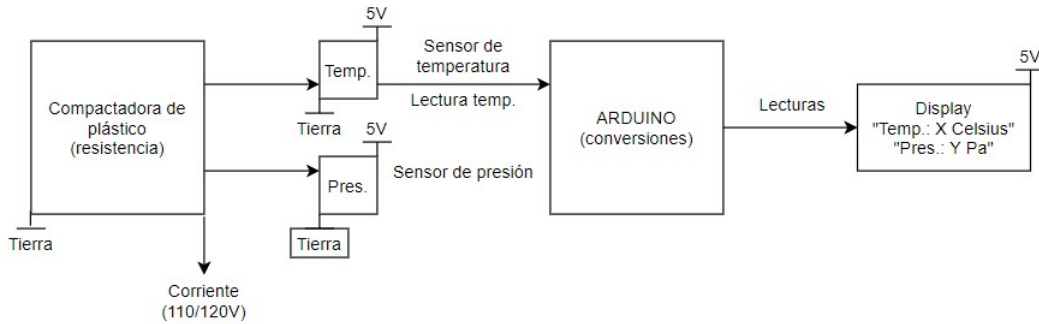 Compactadora de
plástico
(resistencia)
Tierra
Corriente
(110/120V)
5V
Temp.
Tierra
Sensor de
temperatura
Lectura temp.
5V
Pres.
Tierra
Sensor de presión
ARDUINO
(conversiones)
Lecturas
5V
Display
"Temp.: X Celsius"
"Pres.: Y Pa"